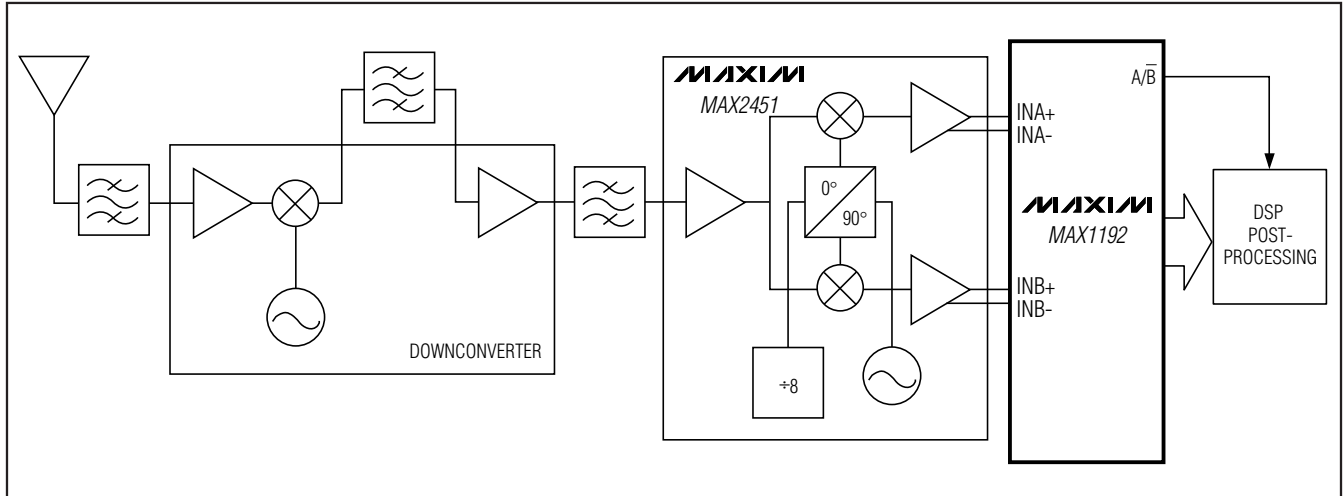 DOWNCONVERTER
MAXIM
MAX2451
0°
90°
÷8
INA+
INA-
INB+
INB-
A/B̅
MAXIM
MAX1192
DSP
POST-
PROCESSING